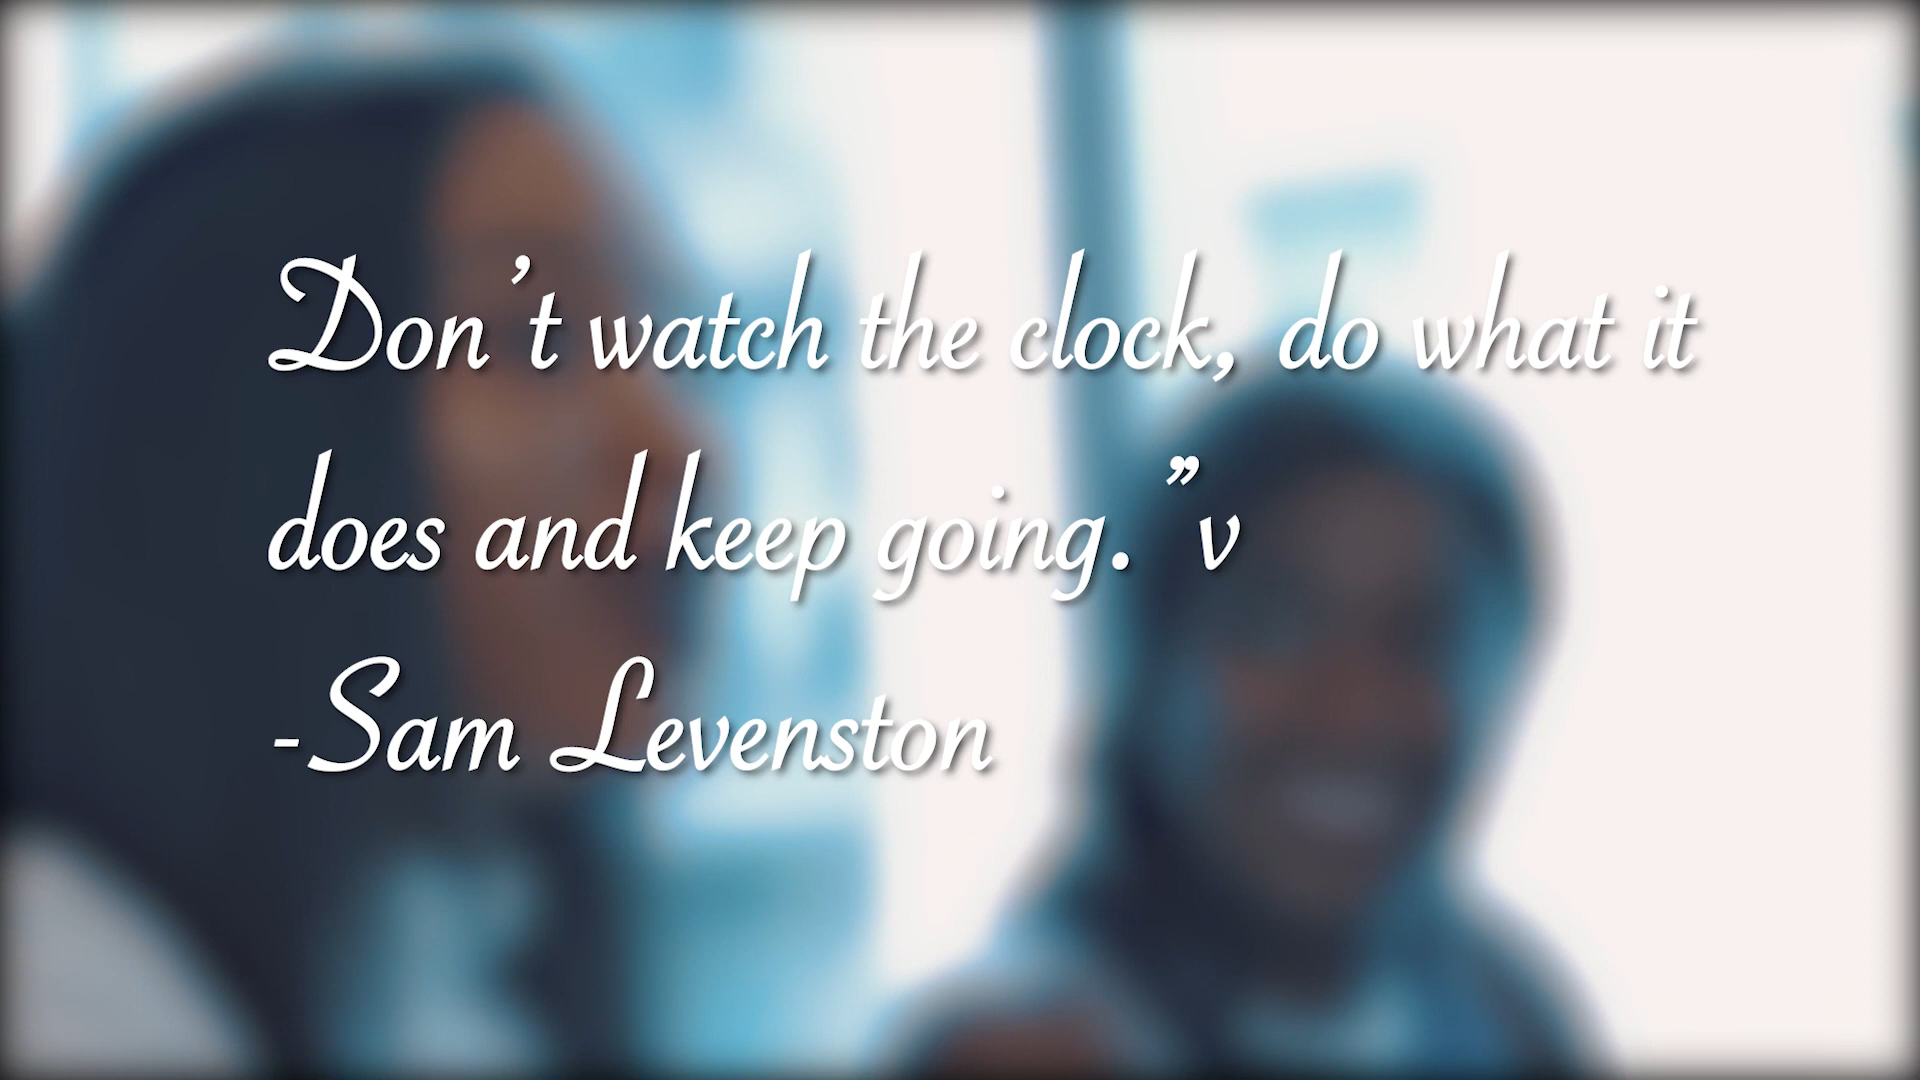 Don't watch the clock, do what it
does and keep going.”v
-Sam Levenston